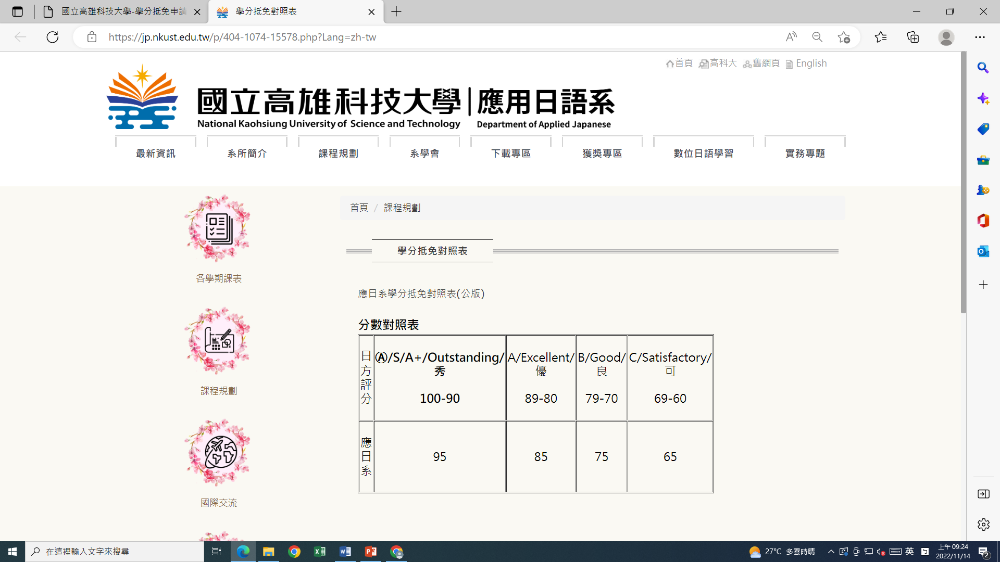 國立高雄科技大學-學分抵免申請
學分抵免對照表
https://jp.nkust.edu.tw/p/404-1074-15578.php?Lang=zh-tw
首頁 高科大 舊網頁 English
國立高雄科技大學|應用日語系
National Kaohsiung University of Science and Technology Department of Applied Japanese
最新資訊 系所簡介 課程規劃 系學會 下載專區 獲獎專區 數位日語學習 實務專題
首頁 / 課程規劃
學分抵免對照表
各學期課表
課程規劃
國際交流
應日系學分抵免對照表(公版)
分數對照表
日方評分
Ⓐ/S/A+/Outstanding/
秀
100-90
A/Excellent/
優
89-80
B/Good/
良
79-70
C/Satisfactory/
可
69-60
應日系
95 85 75 65
在這裡輸入文字來搜尋
27°C 多雲時晴
英
上午 09:24
2022/11/14
2